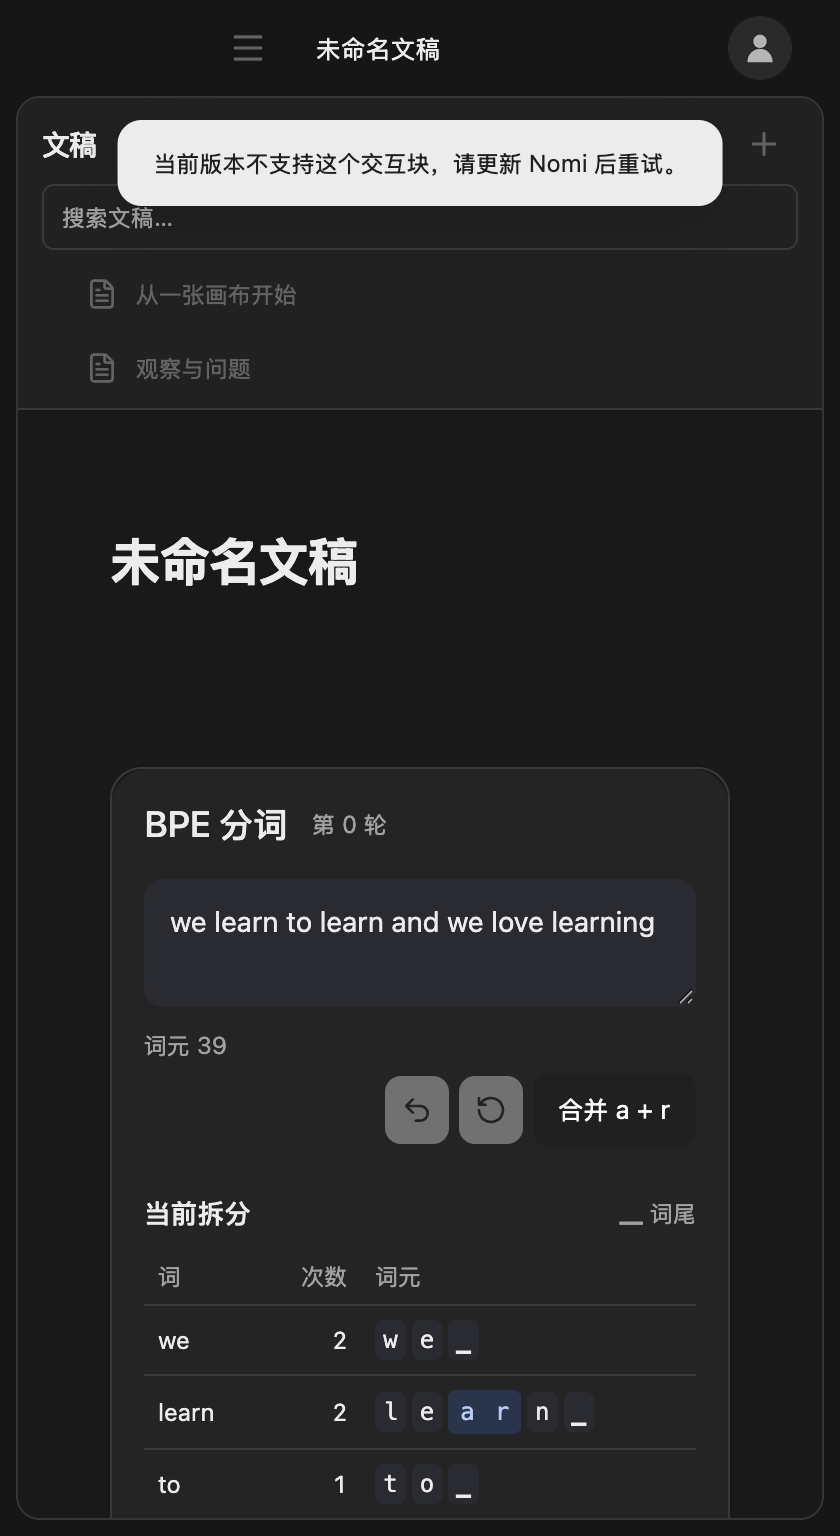 未命名文稿
文稿
当前版本不支持这个交互块，请更新 Nomi 后重试。
搜索文稿...
从一张画布开始
观察与问题
未命名文稿
BPE 分词 第 0 轮
we learn to learn and we love learning
词元 39
合并 a + r
当前拆分 _ 词尾
词 次数 词元
we 2 w e _
learn 2 l e a r n _
to 1 t o _